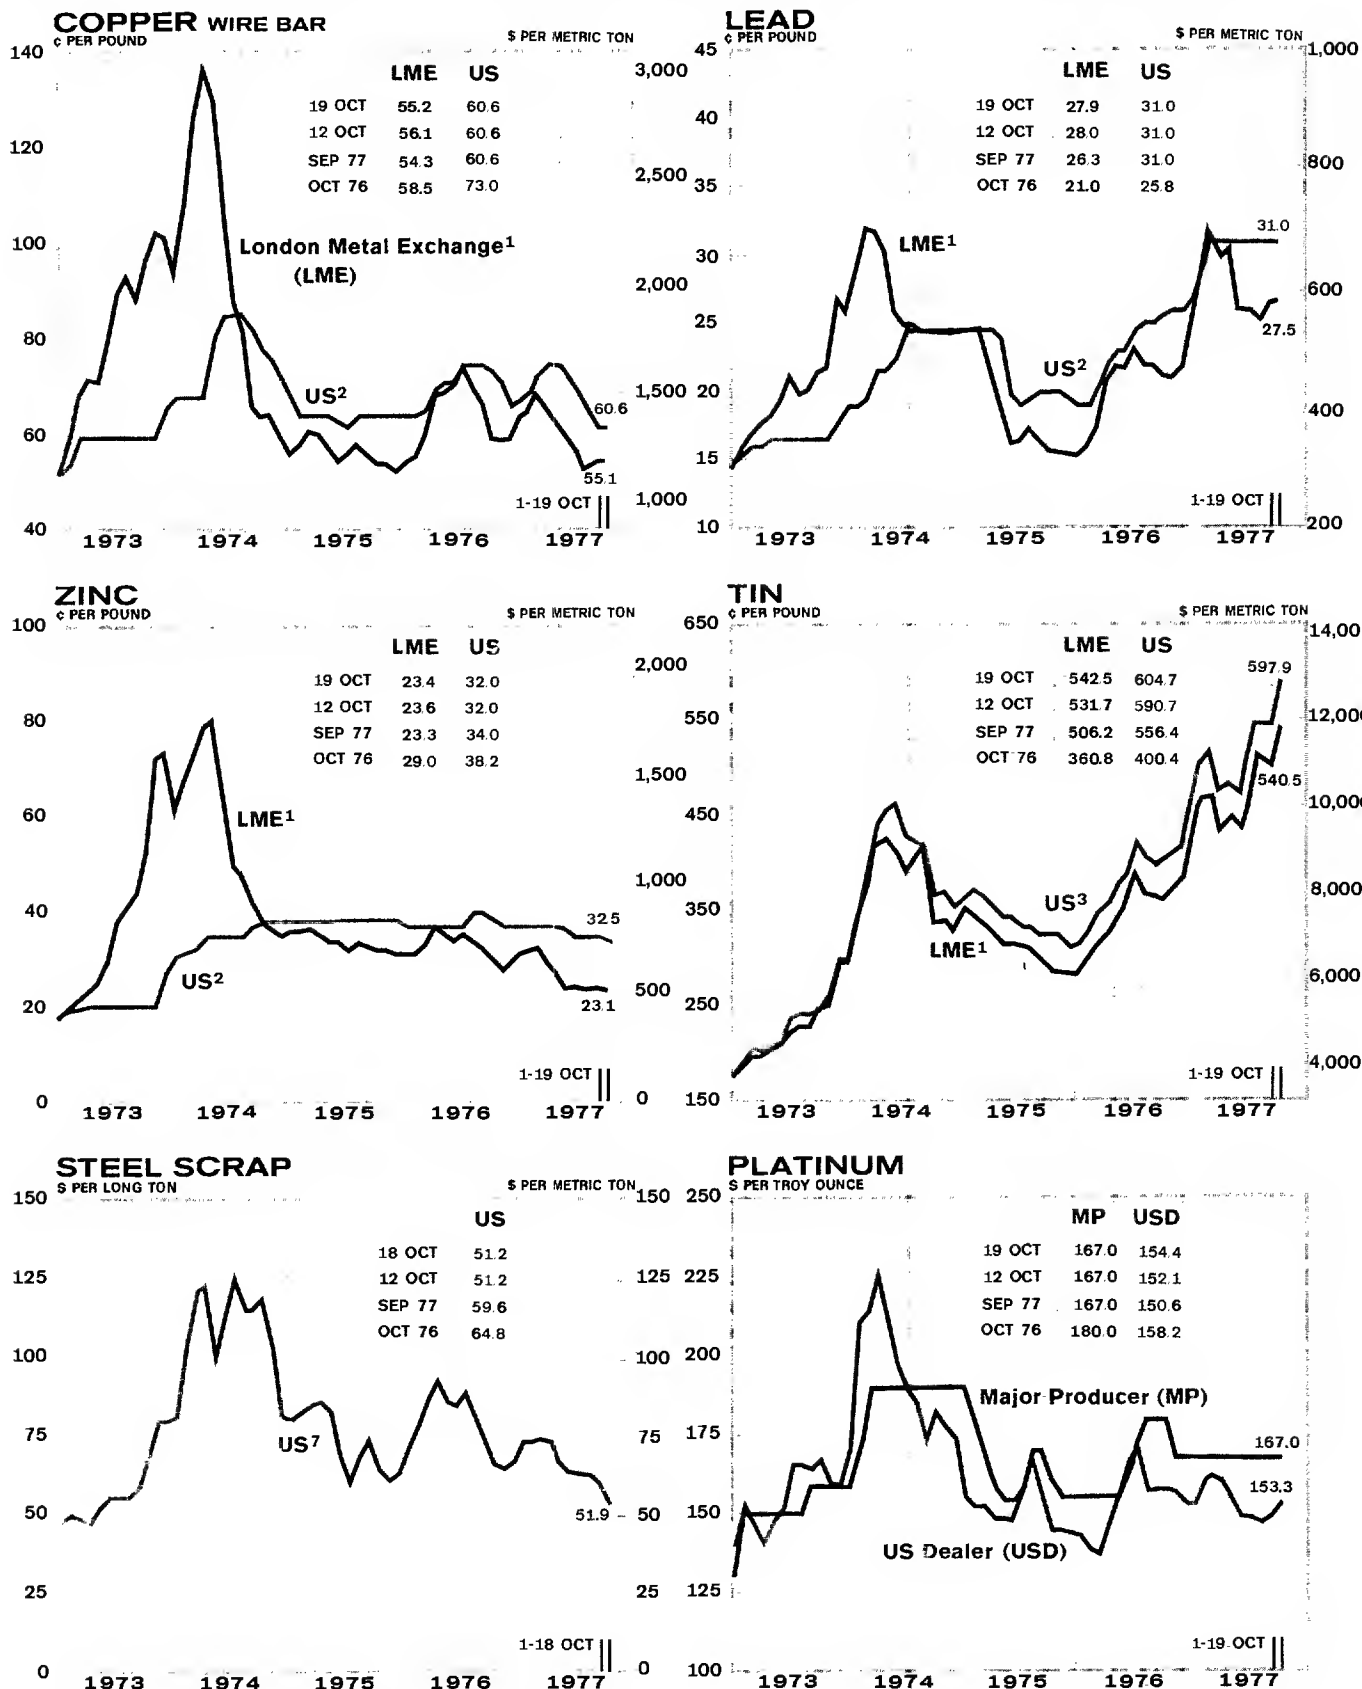 COPPER WIRE BAR
¢ PER POUND
$ PER METRIC TON
LME US
19 OCT 55.2 60.6
12 OCT 56.1 60.6
SEP 77 54.3 60.6
OCT 76 58.5 73.0
London Metal Exchange¹
(LME)
US²
60.6
55.1
1-19 OCT
140
120
100
80
60
40
3,000
2,500
2,000
1,500
1,000
1973 1974 1975 1976 1977
LEAD
¢ PER POUND
$ PER METRIC TON
LME US
19 OCT 27.9 31.0
12 OCT 28.0 31.0
SEP 77 26.3 31.0
OCT 76 21.0 25.8
LME¹
US²
31.0
27.5
1-19 OCT
45
40
35
30
25
20
15
10
1,000
800
600
400
200
1973 1974 1975 1976 1977
ZINC
¢ PER POUND
$ PER METRIC TON
LME US
19 OCT 23.4 32.0
12 OCT 23.6 32.0
SEP 77 23.3 34.0
OCT 76 29.0 38.2
LME¹
US²
32.5
23.1
1-19 OCT
100
80
60
40
20
0
2,000
1,500
1,000
500
0
1973 1974 1975 1976 1977
TIN
¢ PER POUND
$ PER METRIC TON
LME US
19 OCT 542.5 604.7
12 OCT 531.7 590.7
SEP 77 506.2 556.4
OCT 76 360.8 400.4
US³
LME¹
597.9
540.5
1-19 OCT
650
550
450
350
250
150
14,00
12,000
10,000
8,000
6,000
4,000
1973 1974 1975 1976 1977
STEEL SCRAP
$ PER LONG TON
$ PER METRIC TON
US
18 OCT 51.2
12 OCT 51.2
SEP 77 59.6
OCT 76 64.8
US⁷
51.9
1-18 OCT
150
125
100
75
50
25
0
150
125
100
75
50
25
0
1973 1974 1975 1976 1977
PLATINUM
$ PER TROY OUNCE
MP USD
19 OCT 167.0 154.4
12 OCT 167.0 152.1
SEP 77 167.0 150.6
OCT 76 180.0 158.2
Major Producer (MP)
US Dealer (USD)
167.0
153.3
1-19 OCT
250
225
200
175
150
125
100
1973 1974 1975 1976 1977